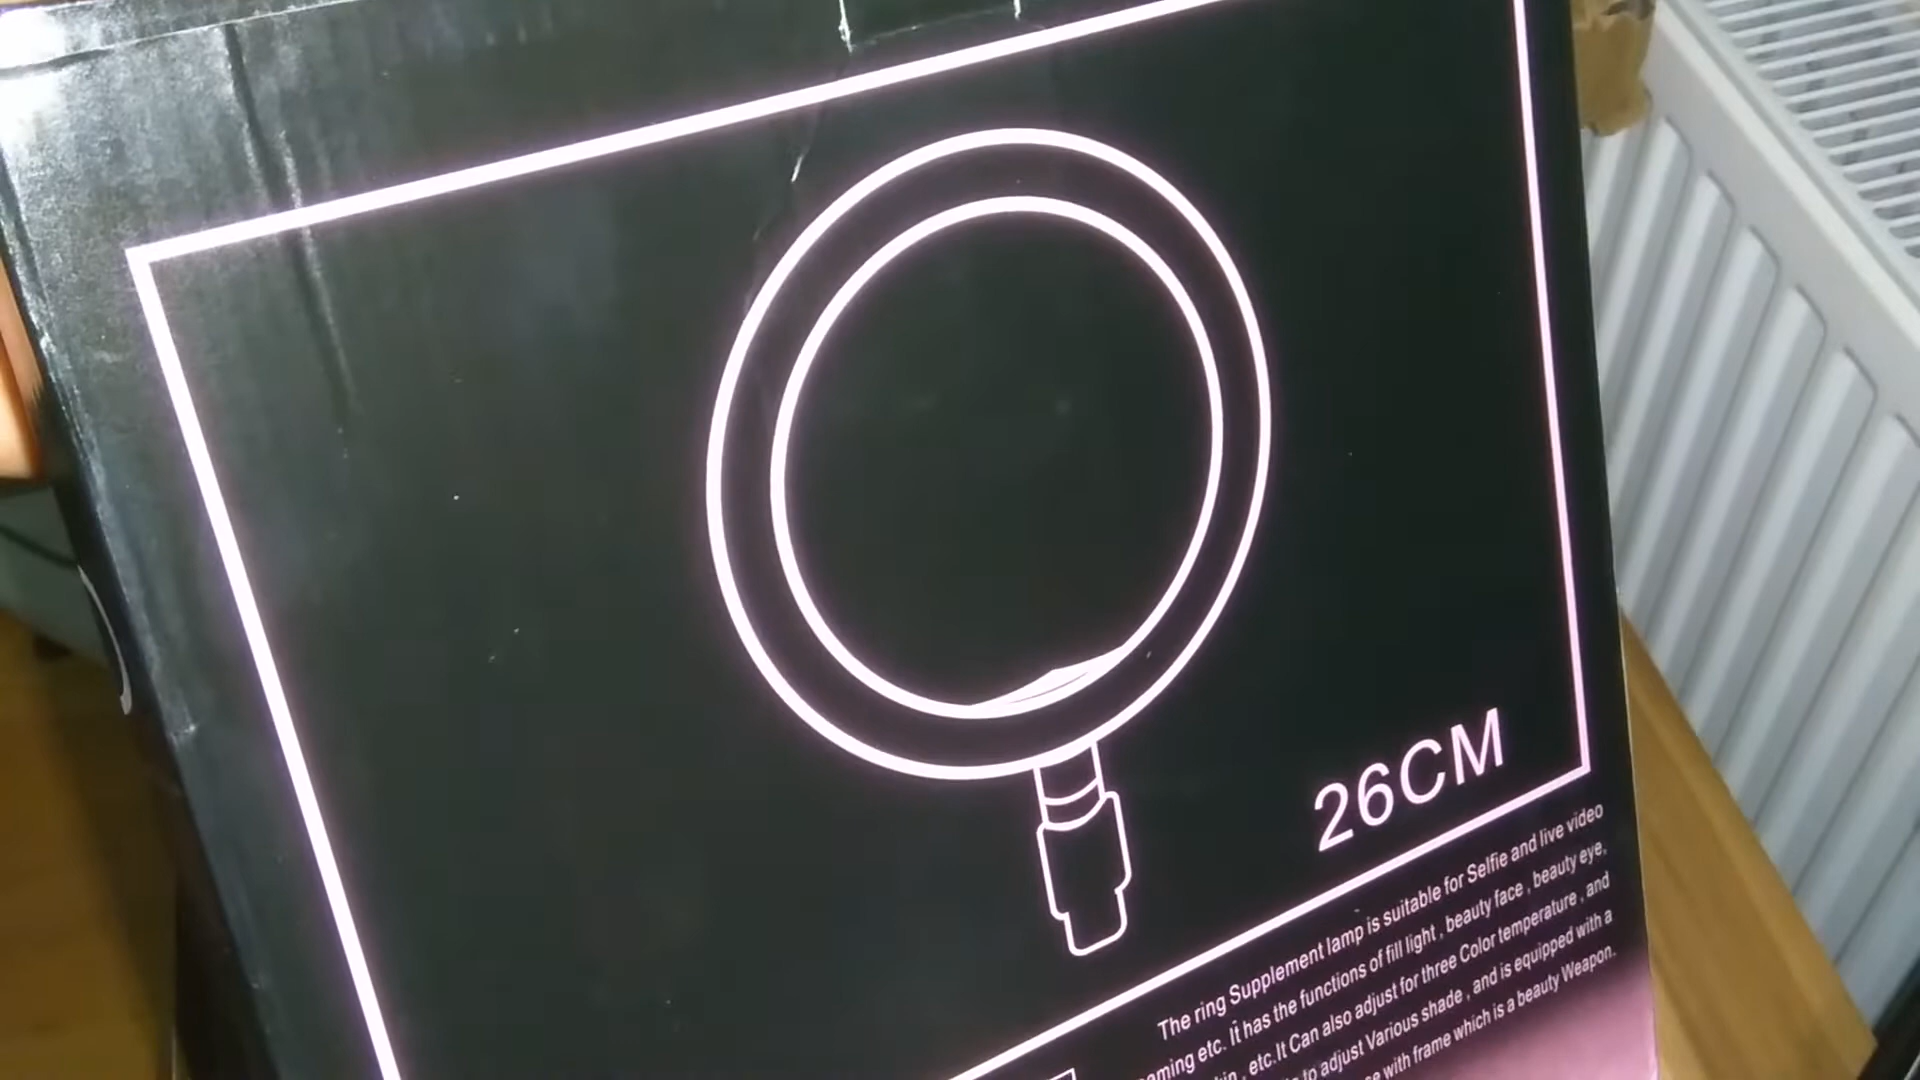 26CM
The ring Supplement lamp is suitable for Selfie and live video
aming etc. It has the functions of fill light , beauty face , beauty eye,
, etc.It Can also adjust for three Color temperature , and
to adjust Various shade , and is equipped with a
with frame which is a beauty Weapon.